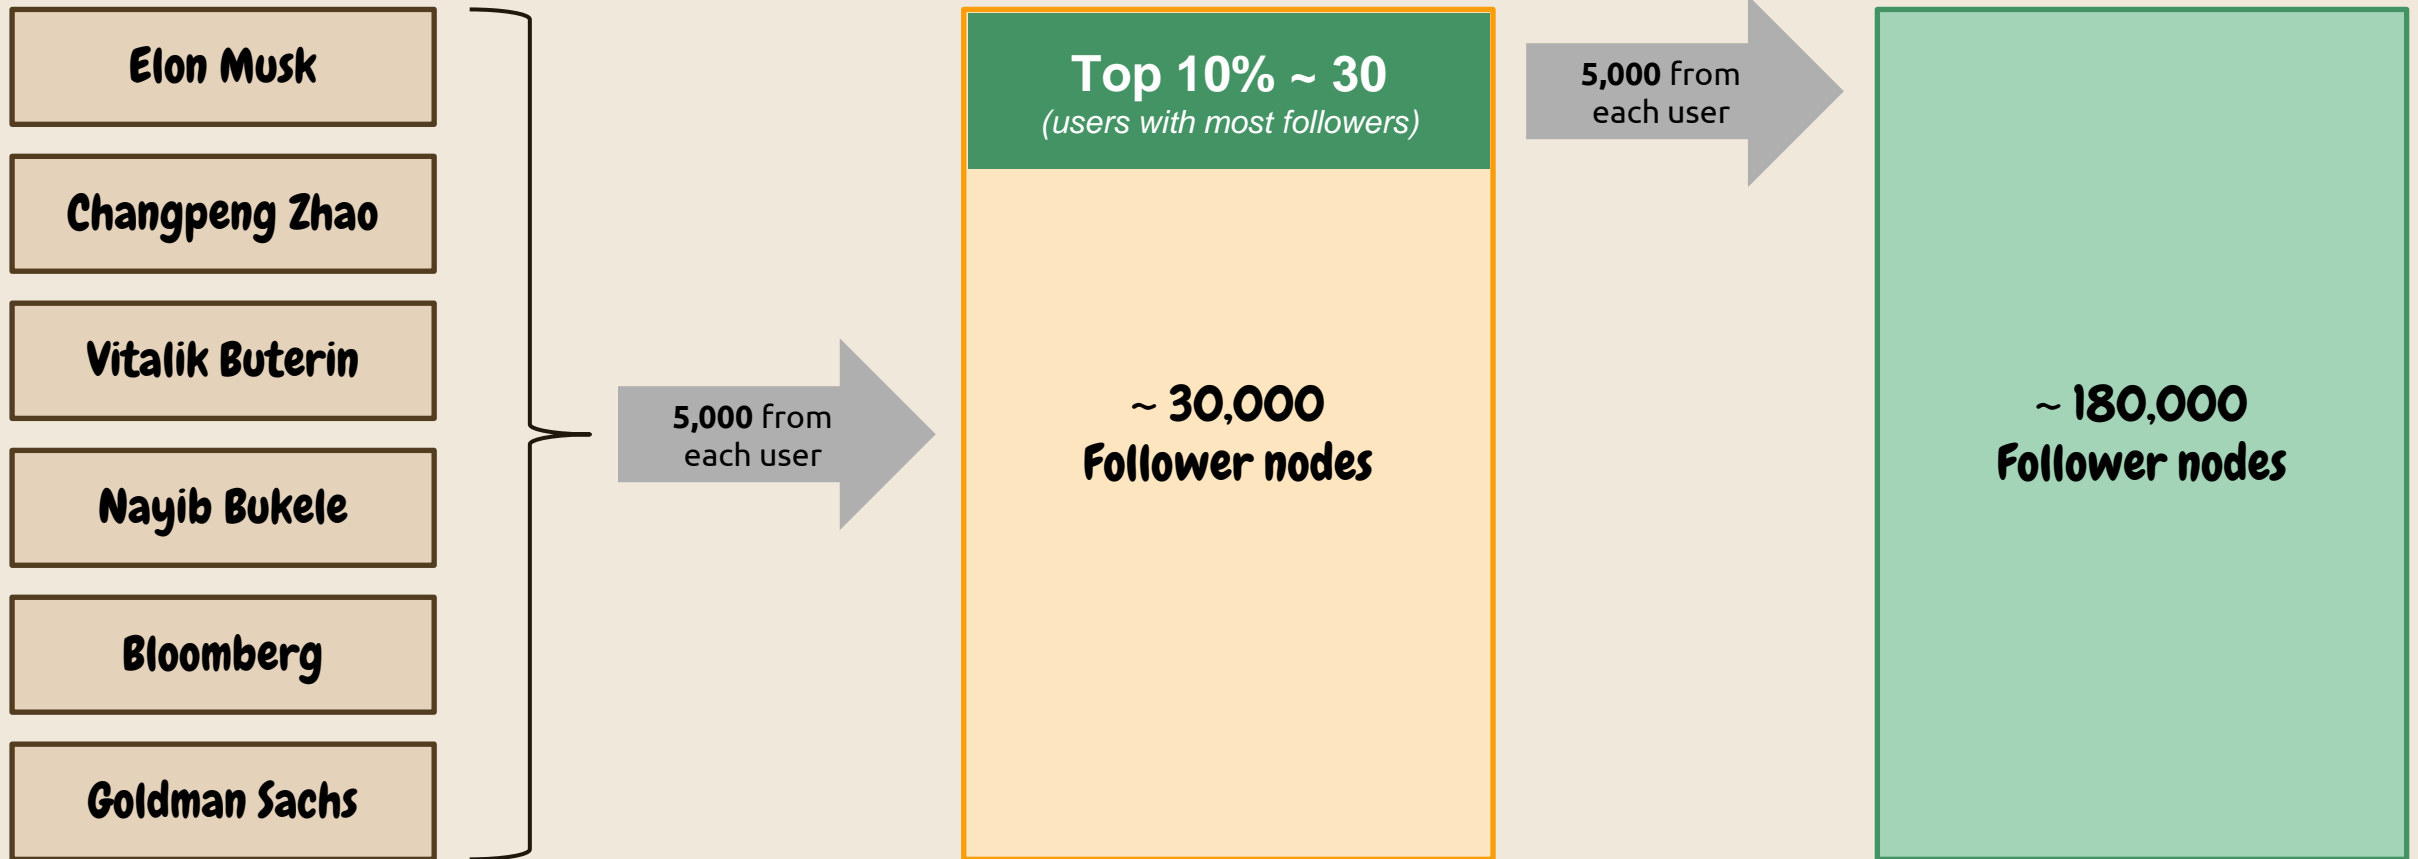 Elon Musk
Changpeng Zhao
Vitalik Buterin
Nayib Bukele
Bloomberg
Goldman Sachs
5,000 from
each user
Top 10% ~ 30
(users with most followers)
~ 30,000
Follower nodes
5,000 from
each user
~ 180,000
Follower nodes